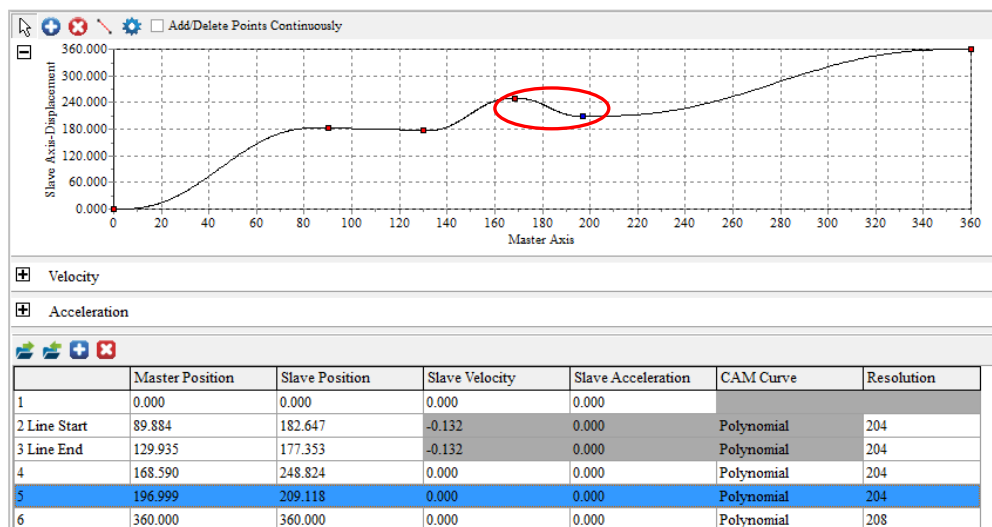 Add/Delete Points Continuously
360.000
300.000
240.000
180.000
120.000
60.000
0.000
Slave Axis-Displacement
0 20 40 60 80 100 120 140 160 180 200 220 240 260 280 300 320 340 360
Master Axis
Velocity
Acceleration
Master Position Slave Position Slave Velocity Slave Acceleration CAM Curve Resolution
1 0.000 0.000 0.000 0.000
2 Line Start 89.884 182.647 -0.132 0.000 Polynomial 204
3 Line End 129.935 177.353 -0.132 0.000 Polynomial 204
4 168.590 248.824 0.000 0.000 Polynomial 204
5 196.999 209.118 0.000 0.000 Polynomial 204
6 360.000 360.000 0.000 0.000 Polynomial 208